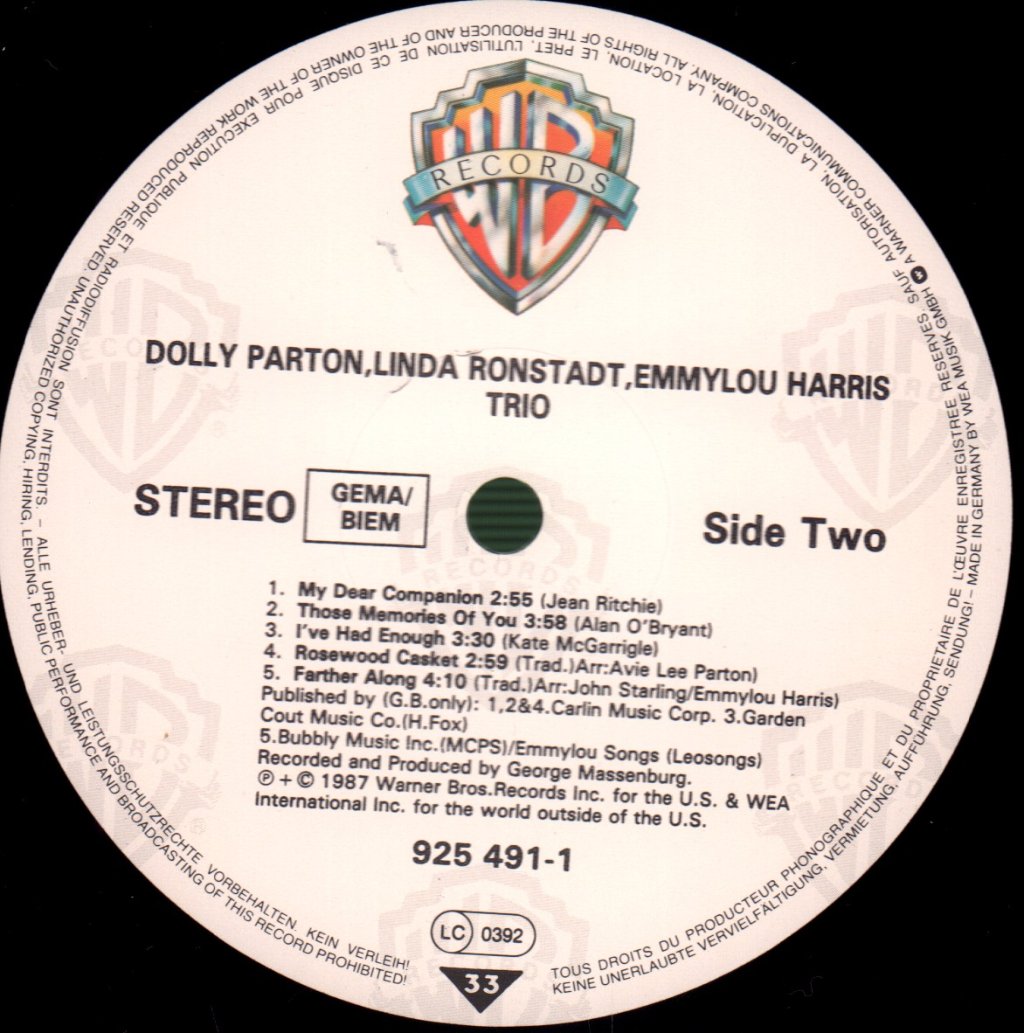 WB
RECORDS
DOLLY PARTON,LINDA RONSTADT,EMMYLOU HARRIS
TRIO
STEREO
GEMA/
BIEM
Side Two
1. My Dear Companion 2:55 (Jean Ritchie)
2. Those Memories Of You 3:58 (Alan O'Bryant)
3. I've Had Enough 3:30 (Kate McGarrigle)
4. Rosewood Casket 2:59 (Trad.)Arr:Avie Lee Parton)
5. Farther Along 4:10 (Trad.)Arr:John Starling/Emmylou Harris)
Published by (G.B.only): 1,2&4.Carlin Music Corp. 3.Garden
Cout Music Co.(H.Fox)
5.Bubbly Music Inc.(MCPS)/Emmylou Songs (Leosongs)
Recorded and Produced by George Massenburg.
℗ + © 1987 Warner Bros.Records Inc. for the U.S. & WEA
International Inc. for the world outside of the U.S.
925 491-1
LC 0392
33
TOUS DROITS DU PRODUCTEUR PHONOGRAPHIQUE ET DU PROPRIETAIRE DE L'ŒUVRE ENREGISTREE RESERVES. SAUF AUTORISATION, LA DUPLICATION, LA LOCATION, LE PRET, L'UTILISATION DE CE DISQUE POUR EXECUTION PUBLIQUE ET RADIODIFFUSION SONT INTERDITS. – ALLE URHEBER- UND LEISTUNGSSCHUTZRECHTE VORBEHALTEN. KEIN VERLEIH!
KEINE UNERLAUBTE VERVIELFÄLTIGUNG, VERMIETUNG, AUFFÜHRUNG, SENDUNG! – MADE IN GERMANY BY WEA MUSIK GMBH A WARNER COMMUNICATIONS COMPANY. ALL RIGHTS OF THE PRODUCER AND OF THE OWNER OF THE WORK REPRODUCED RESERVED. UNAUTHORIZED COPYING, HIRING, LENDING, PUBLIC PERFORMANCE AND BROADCASTING OF THIS RECORD PROHIBITED!